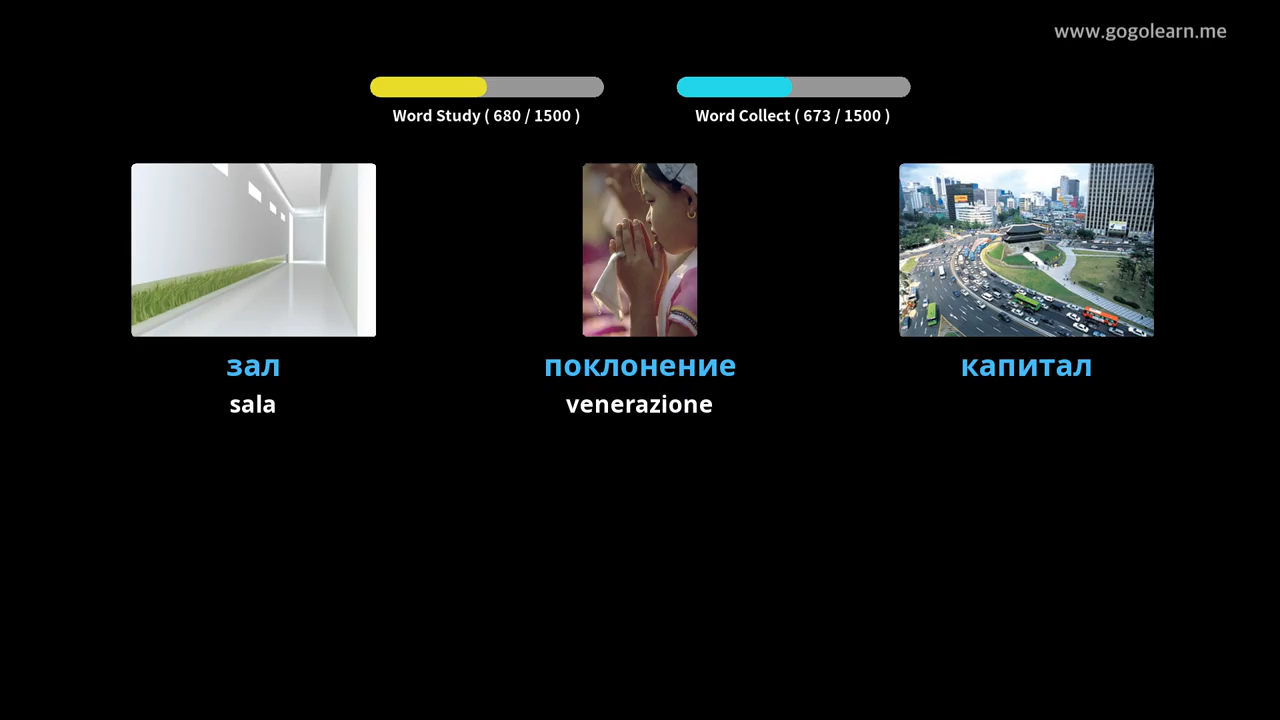 www.gogolearn.me
Word Study ( 680 / 1500 )
Word Collect ( 673 / 1500 )
зал
поклонение
капитал
sala
venerazione